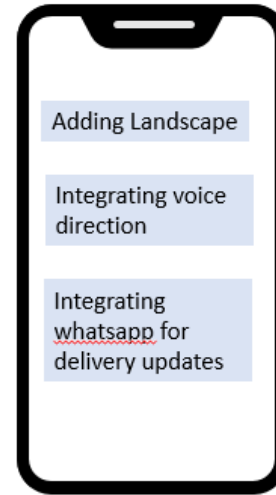 Adding Landscape
Integrating voice
direction
Integrating
whatsapp for
delivery updates